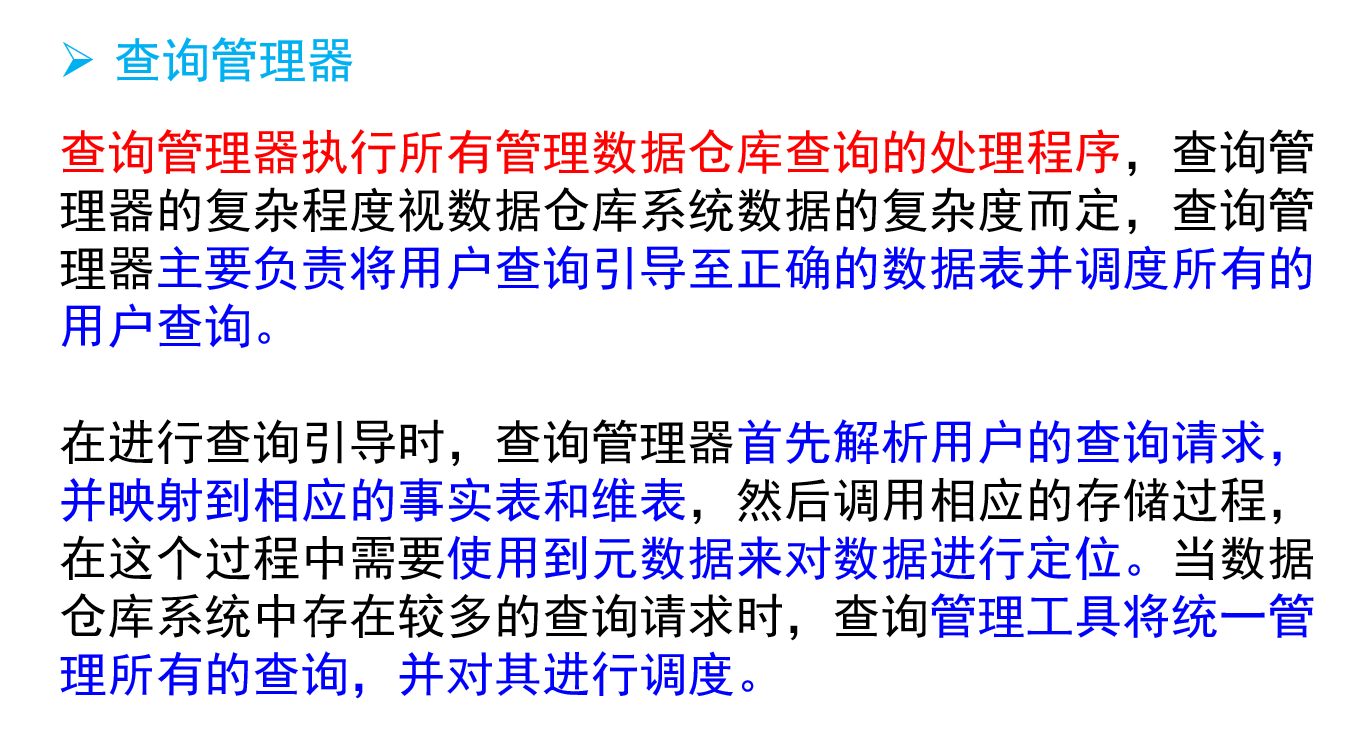 查询管理器
查询管理器执行所有管理数据仓库查询的处理程序，查询管
理器的复杂程度视数据仓库系统数据的复杂度而定，查询管
理器主要负责将用户查询引导至正确的数据表并调度所有的
用户查询。
在进行查询引导时，查询管理器首先解析用户的查询请求，
并映射到相应的事实表和维表，然后调用相应的存储过程，
在这个过程中需要使用到元数据来对数据进行定位。当数据
仓库系统中存在较多的查询请求时，查询管理工具将统一管
理所有的查询，并对其进行调度。